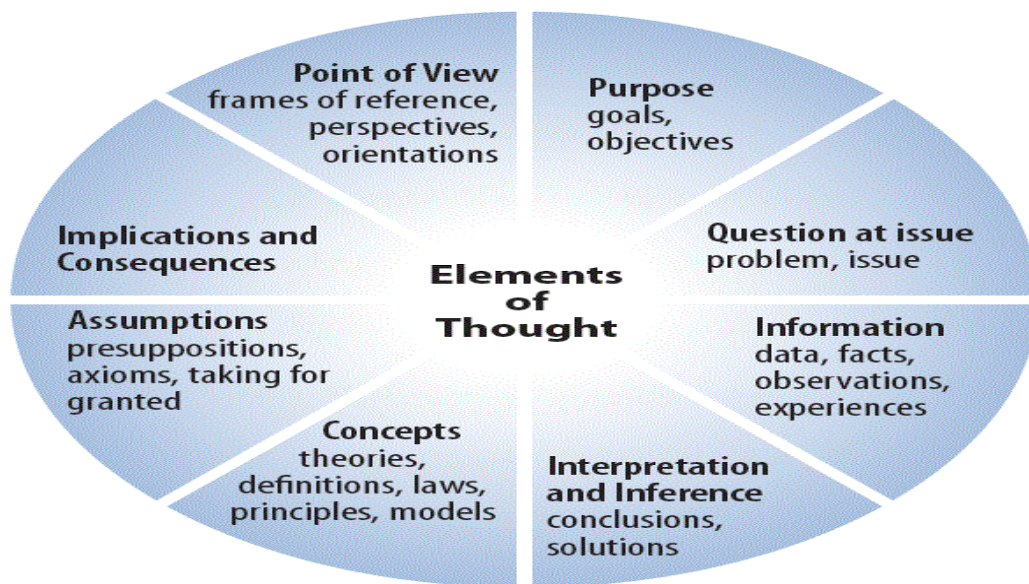 Elements
of
Thought
Point of View
frames of reference,
perspectives,
orientations
Purpose
goals,
objectives
Question at issue
problem, issue
Information
data, facts,
observations,
experiences
Interpretation
and Inference
conclusions,
solutions
Concepts
theories,
definitions, laws,
principles, models
Assumptions
presuppositions,
axioms, taking for
granted
Implications and
Consequences